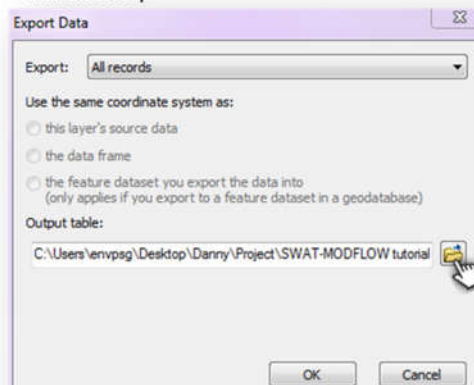 Export Data
Export: All records
Use the same coordinate system as:
this layer's source data
the data frame
the feature dataset you export the data into
(only applies if you export to a feature dataset in a geodatabase)
Output table:
C:\Users\envpsg\Desktop\Danny\Project\SWAT-MODFLOW tutorial
OK Cancel